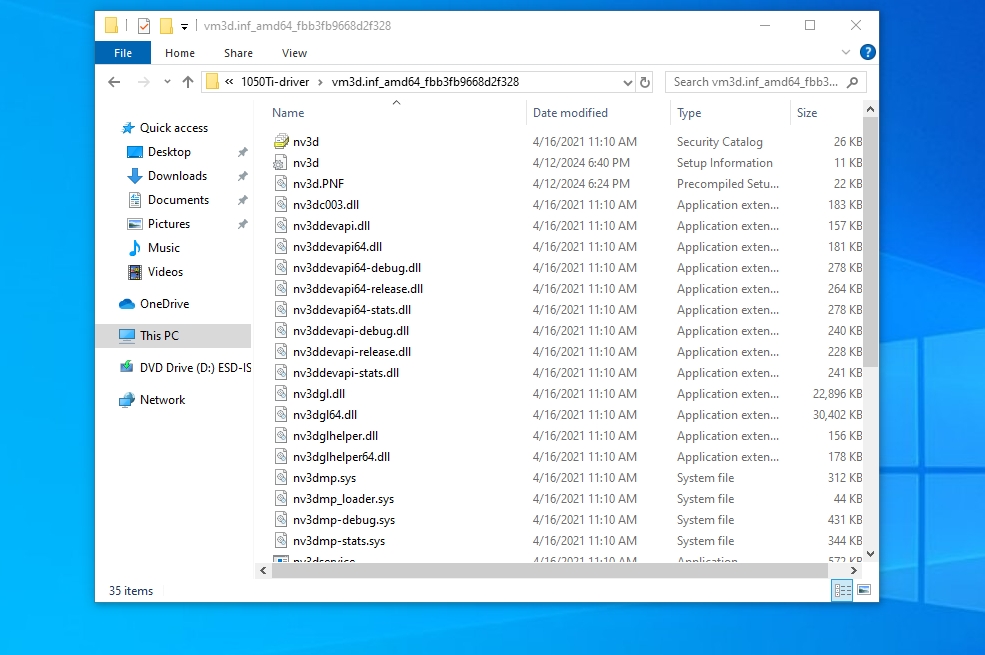 vm3d.inf_amd64_fbb3fb9668d2f328
File Home Share View
« 1050Ti-driver › vm3d.inf_amd64_fbb3fb9668d2f328 Search vm3d.inf_amd64_fbb3...
Name Date modified Type Size
Quick access
Desktop
Downloads
Documents
Pictures
Music
Videos
OneDrive
This PC
DVD Drive (D:) ESD-IS
Network
nv3d 4/16/2021 11:10 AM Security Catalog 26 KB
nv3d 4/12/2024 6:40 PM Setup Information 11 KB
nv3d.PNF 4/12/2024 6:24 PM Precompiled Setu... 22 KB
nv3dc003.dll 4/16/2021 11:10 AM Application exten... 183 KB
nv3ddevapi.dll 4/16/2021 11:10 AM Application exten... 157 KB
nv3ddevapi64.dll 4/16/2021 11:10 AM Application exten... 181 KB
nv3ddevapi64-debug.dll 4/16/2021 11:10 AM Application exten... 278 KB
nv3ddevapi64-release.dll 4/16/2021 11:10 AM Application exten... 264 KB
nv3ddevapi64-stats.dll 4/16/2021 11:10 AM Application exten... 278 KB
nv3ddevapi-debug.dll 4/16/2021 11:10 AM Application exten... 240 KB
nv3ddevapi-release.dll 4/16/2021 11:10 AM Application exten... 228 KB
nv3ddevapi-stats.dll 4/16/2021 11:10 AM Application exten... 241 KB
nv3dgl.dll 4/16/2021 11:10 AM Application exten... 22,896 KB
nv3dgl64.dll 4/16/2021 11:10 AM Application exten... 30,402 KB
nv3dglhelper.dll 4/16/2021 11:10 AM Application exten... 156 KB
nv3dglhelper64.dll 4/16/2021 11:10 AM Application exten... 178 KB
nv3dmp.sys 4/16/2021 11:10 AM System file 312 KB
nv3dmp_loader.sys 4/16/2021 11:10 AM System file 44 KB
nv3dmp-debug.sys 4/16/2021 11:10 AM System file 431 KB
nv3dmp-stats.sys 4/16/2021 11:10 AM System file 344 KB
nv3dservice 4/16/2021 11:10 AM Application 572 KB
35 items